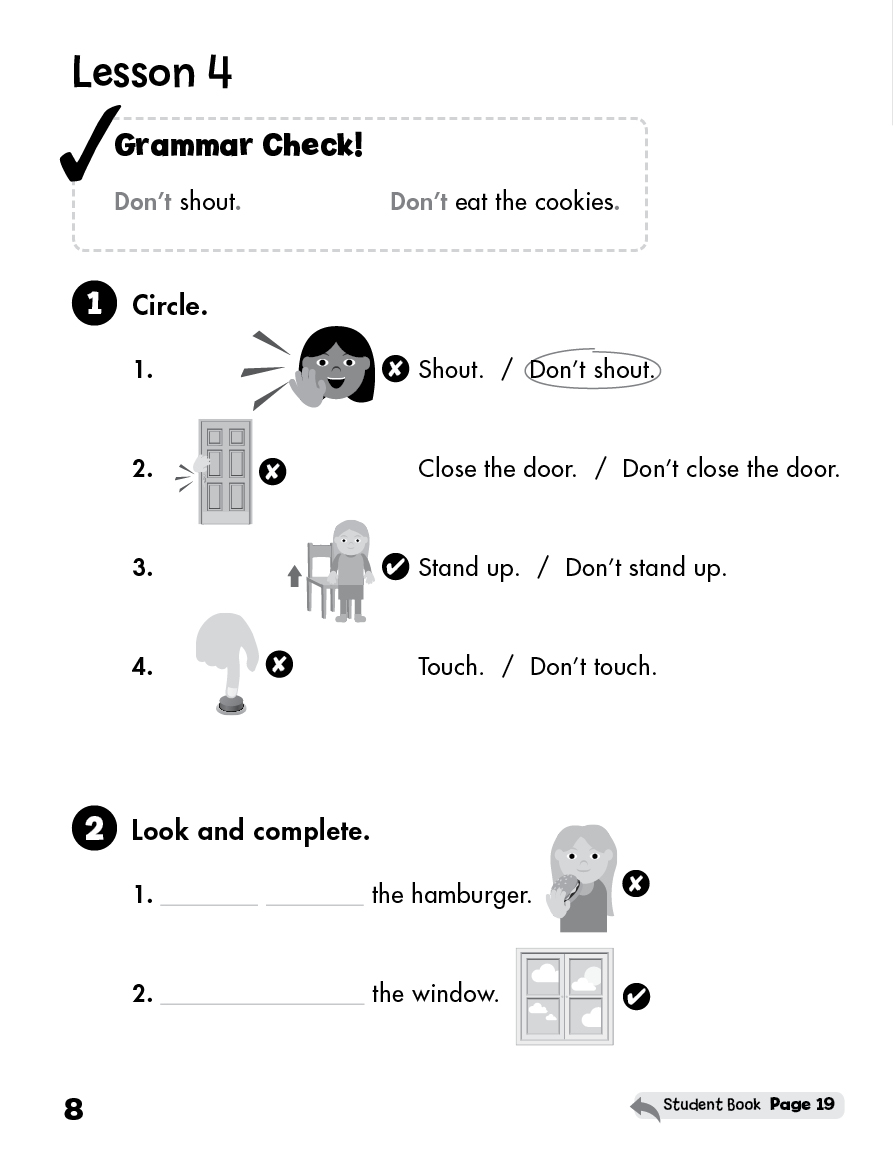 Lesson 4
Grammar Check!
Don't shout. Don't eat the cookies.
1 Circle.
1. Shout. / Don't shout.
2. Close the door. / Don't close the door.
3. Stand up. / Don't stand up.
4. Touch. / Don't touch.
2 Look and complete.
1. ________ ________ the hamburger.
2. ________________ the window.
8
Student Book Page 19